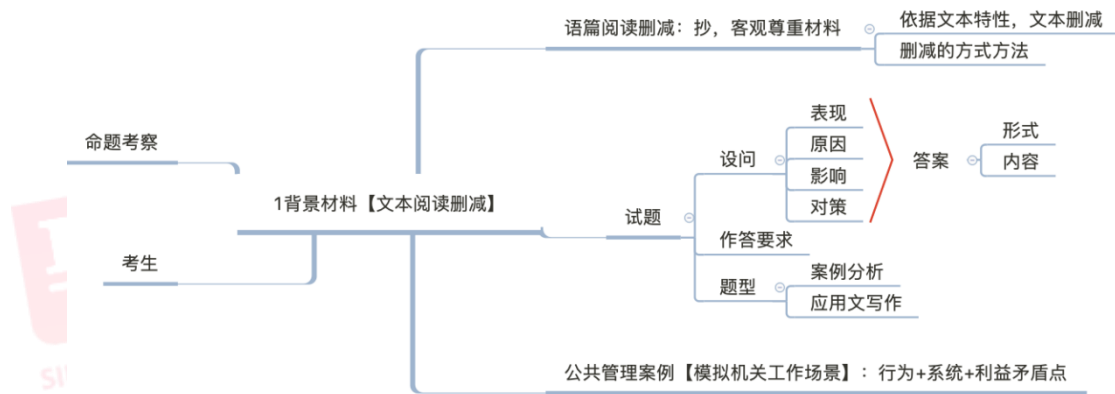 语篇阅读删减：抄，客观尊重材料
依据文本特性，文本删减
删减的方式方法
命题考察
考生
1背景材料【文本阅读删减】
试题
设问
表现
原因
影响
对策
答案
形式
内容
作答要求
题型
案例分析
应用文写作
公共管理案例【模拟机关工作场景】：行为+系统+利益矛盾点